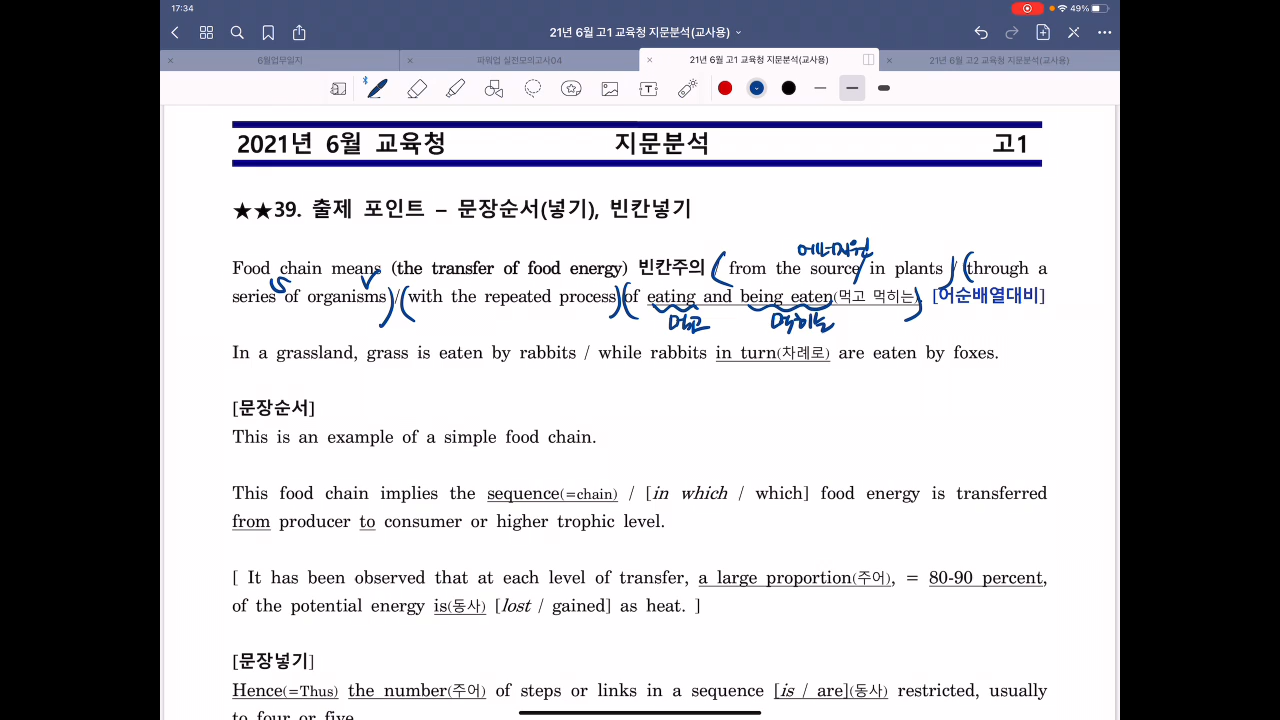 17:34
49%
21년 6월 고1 교육청 지문분석(교사용)
6월업무일지
파워업 실전모의고사04
21년 6월 고1 교육청 지문분석(교사용)
21년 6월 고2 교육청 지문분석(교사용)
2021년 6월 교육청 지문분석 고1
★★39. 출제 포인트 – 문장순서(넣기), 빈칸넣기
에너지원
Food chain means (the transfer of food energy) 빈칸주의 / from the source in plants / through a
S V
series of organisms / with the repeated process of eating and being eaten(먹고 먹히는). [어순배열대비]
먹고 먹히는
In a grassland, grass is eaten by rabbits / while rabbits in turn(차례로) are eaten by foxes.
[문장순서]
This is an example of a simple food chain.
This food chain implies the sequence(=chain) / [in which / which] food energy is transferred
from producer to consumer or higher trophic level.
[ It has been observed that at each level of transfer, a large proportion(주어), = 80-90 percent,
of the potential energy is(동사) [lost / gained] as heat. ]
[문장넣기]
Hence(=Thus) the number(주어) of steps or links in a sequence [is / are](동사) restricted, usually
to four or five.